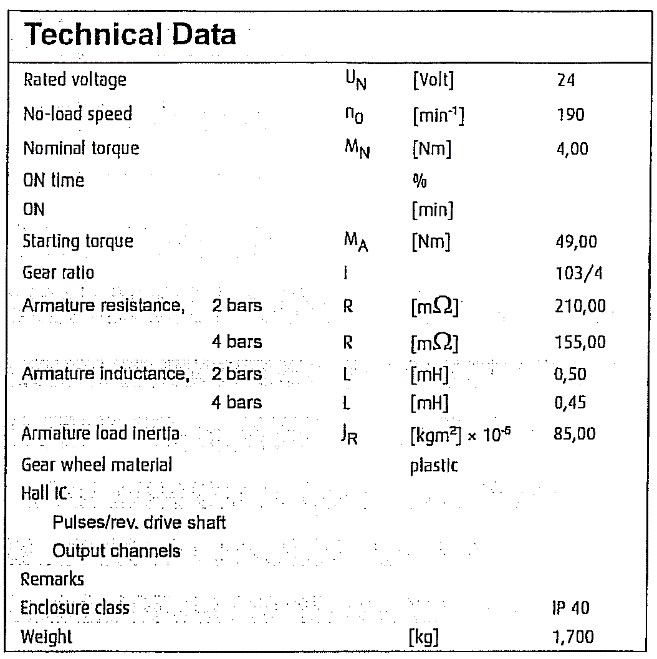 Technical Data
Rated voltage U_N [Volt] 24
No-load speed n_0 [min⁻¹] 190
Nominal torque M_N [Nm] 4,00
ON time %
ON [min]
Starting torque M_A [Nm] 49,00
Gear ratio i 103/4
Armature resistance, 2 bars R [mΩ] 210,00
4 bars R [mΩ] 155,00
Armature inductance, 2 bars L [mH] 0,50
4 bars L [mH] 0,45
Armature load inertia J_R [kgm²] × 10⁻⁶ 85,00
Gear wheel material plastic
Hall IC
Pulses/rev. drive shaft
Output channels
Remarks
Enclosure class IP 40
Weight [kg] 1,700